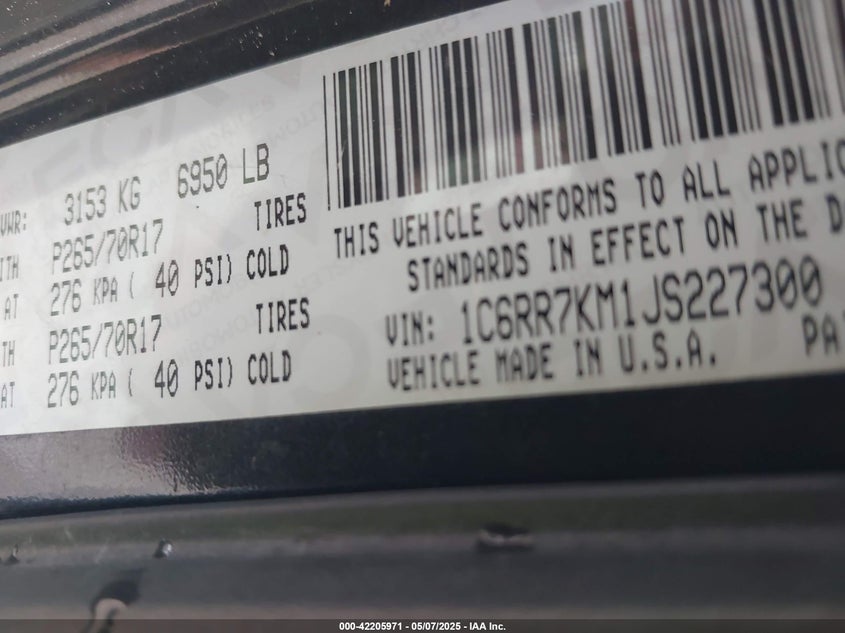 VWR: 3153 KG 6950 LB
ITH P265/70R17 TIRES
AT 276 KPA ( 40 PSI) COLD
TH P265/70R17 TIRES
AT 276 KPA ( 40 PSI) COLD
THIS VEHICLE CONFORMS TO ALL APPLIC
STANDARDS IN EFFECT ON THE D
VIN: 1C6RR7KM1JS227300
VEHICLE MADE IN U.S.A. PA
000-42205971 - 05/07/2025 - IAA Inc.